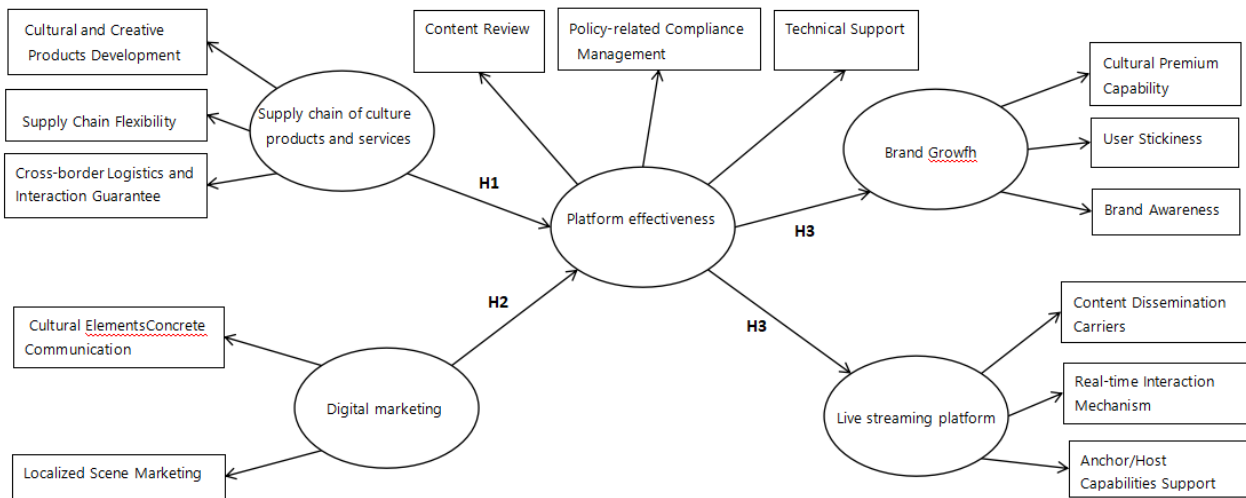 Cultural and Creative
Products Development
Supply Chain Flexibility
Cross-border Logistics and
Interaction Guarantee
Supply chain of culture
products and services
Content Review
Policy-related Compliance
Management
Technical Support
Cultural Premium
Capability
User Stickiness
Brand Awareness
Brand Growfh
H1
Platform effectiveness
H3
H2
H3
Cultural ElementsConcrete
Communication
Digital marketing
Localized Scene Marketing
Live streaming platform
Content Dissemination
Carriers
Real-time Interaction
Mechanism
Anchor/Host
Capabilities Support